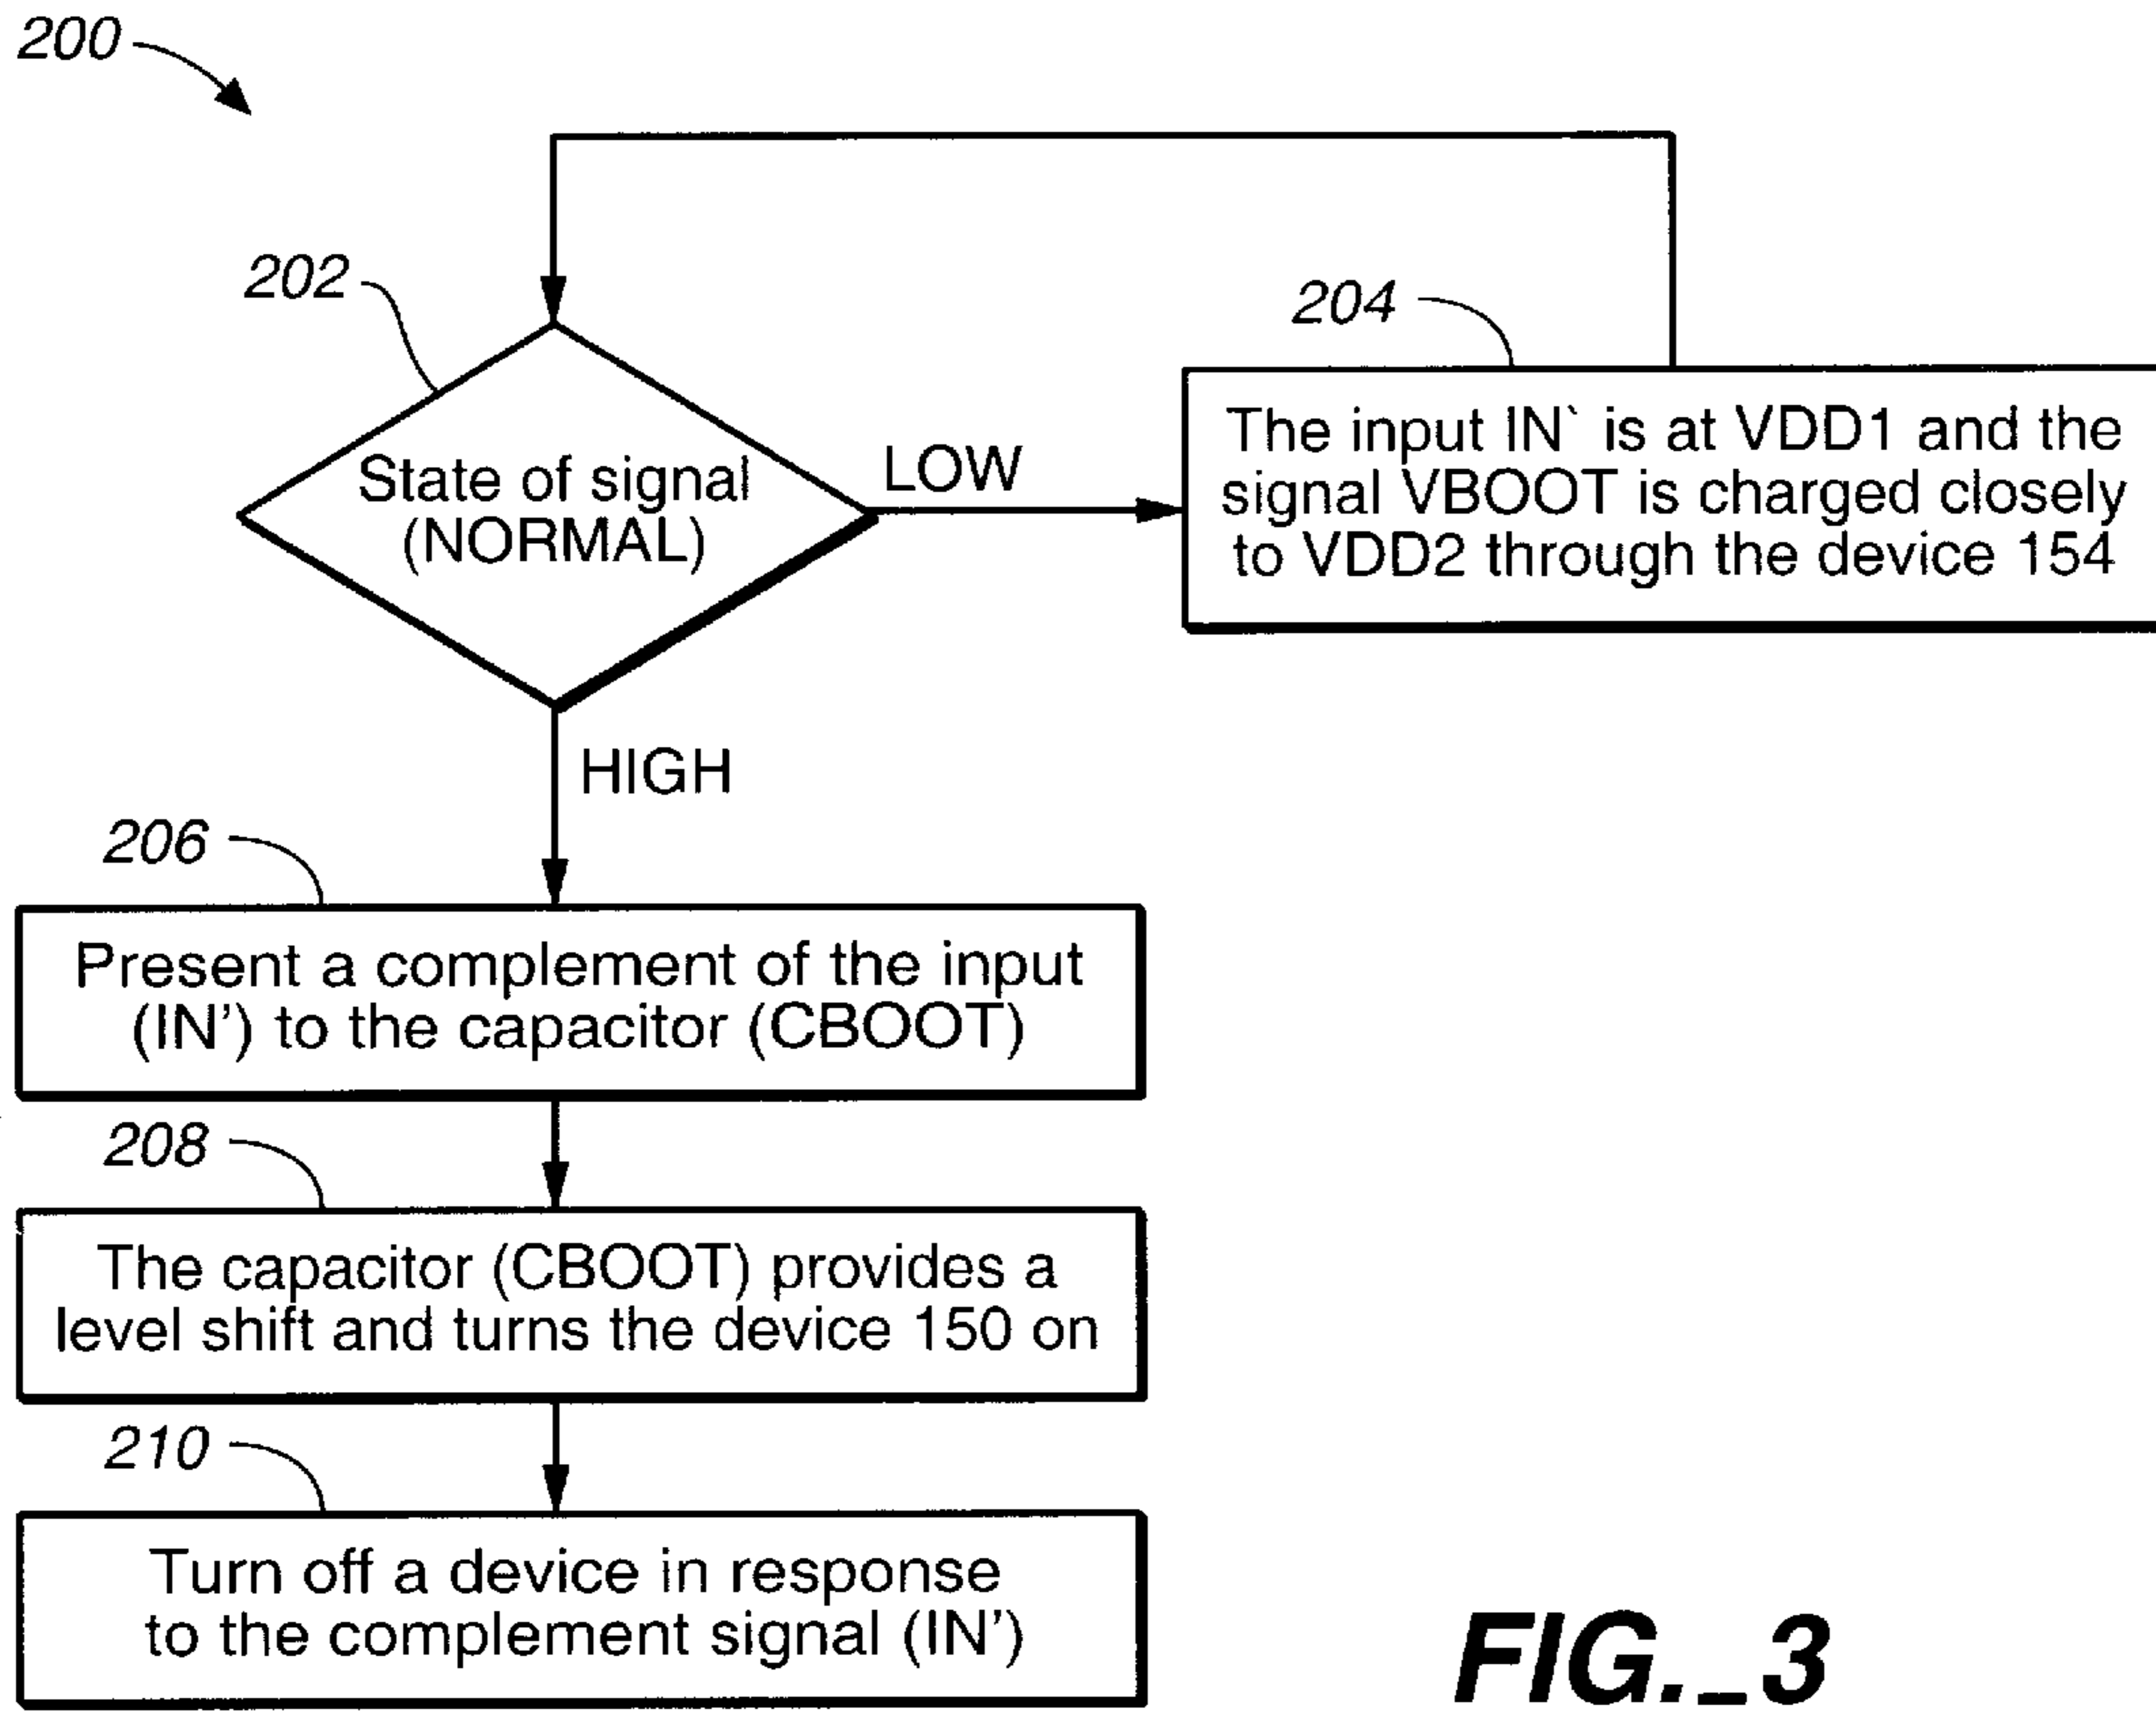 200
202
State of signal
(NORMAL)
LOW
204
The input IN` is at VDD1 and the
signal VBOOT is charged closely
to VDD2 through the device 154
HIGH
206
Present a complement of the input
(IN’) to the capacitor (CBOOT)
208
The capacitor (CBOOT) provides a
level shift and turns the device 150 on
210
Turn off a device in response
to the complement signal (IN’)
FIG._3